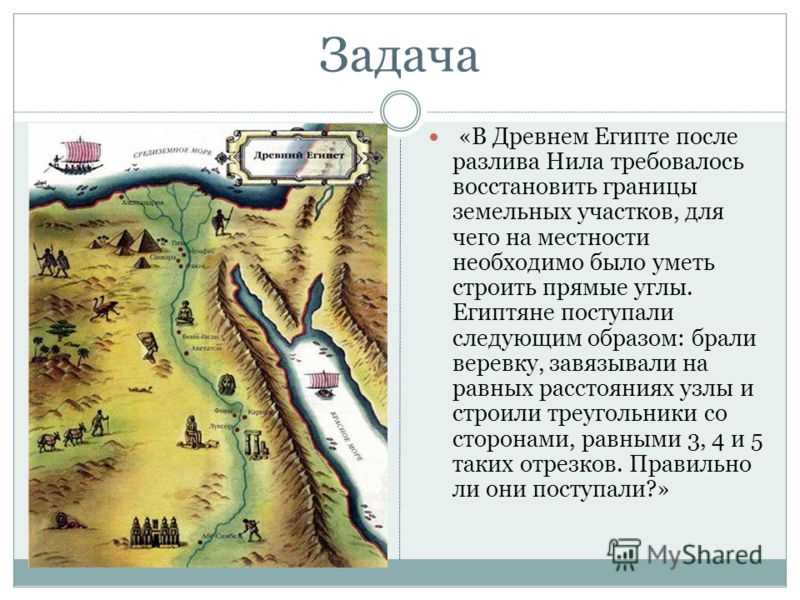 Задача
СРЕДИЗЕМНОЕ МОРЕ
Древний Египет
Александрия
Гиза
Мемфис
Саккара
Фаюм
Бени-Гасан
Ахетатон
Фивы
Карнак
Луксор
КРАСНОЕ МОРЕ
Абу-Симбел
• «В Древнем Египте после
разлива Нила требовалось
восстановить границы
земельных участков, для
чего на местности
необходимо было уметь
строить прямые углы.
Египтяне поступали
следующим образом: брали
веревку, завязывали на
равных расстояниях узлы и
строили треугольники со
сторонами, равными 3, 4 и 5
таких отрезков. Правильно
ли они поступали?»
MyShared